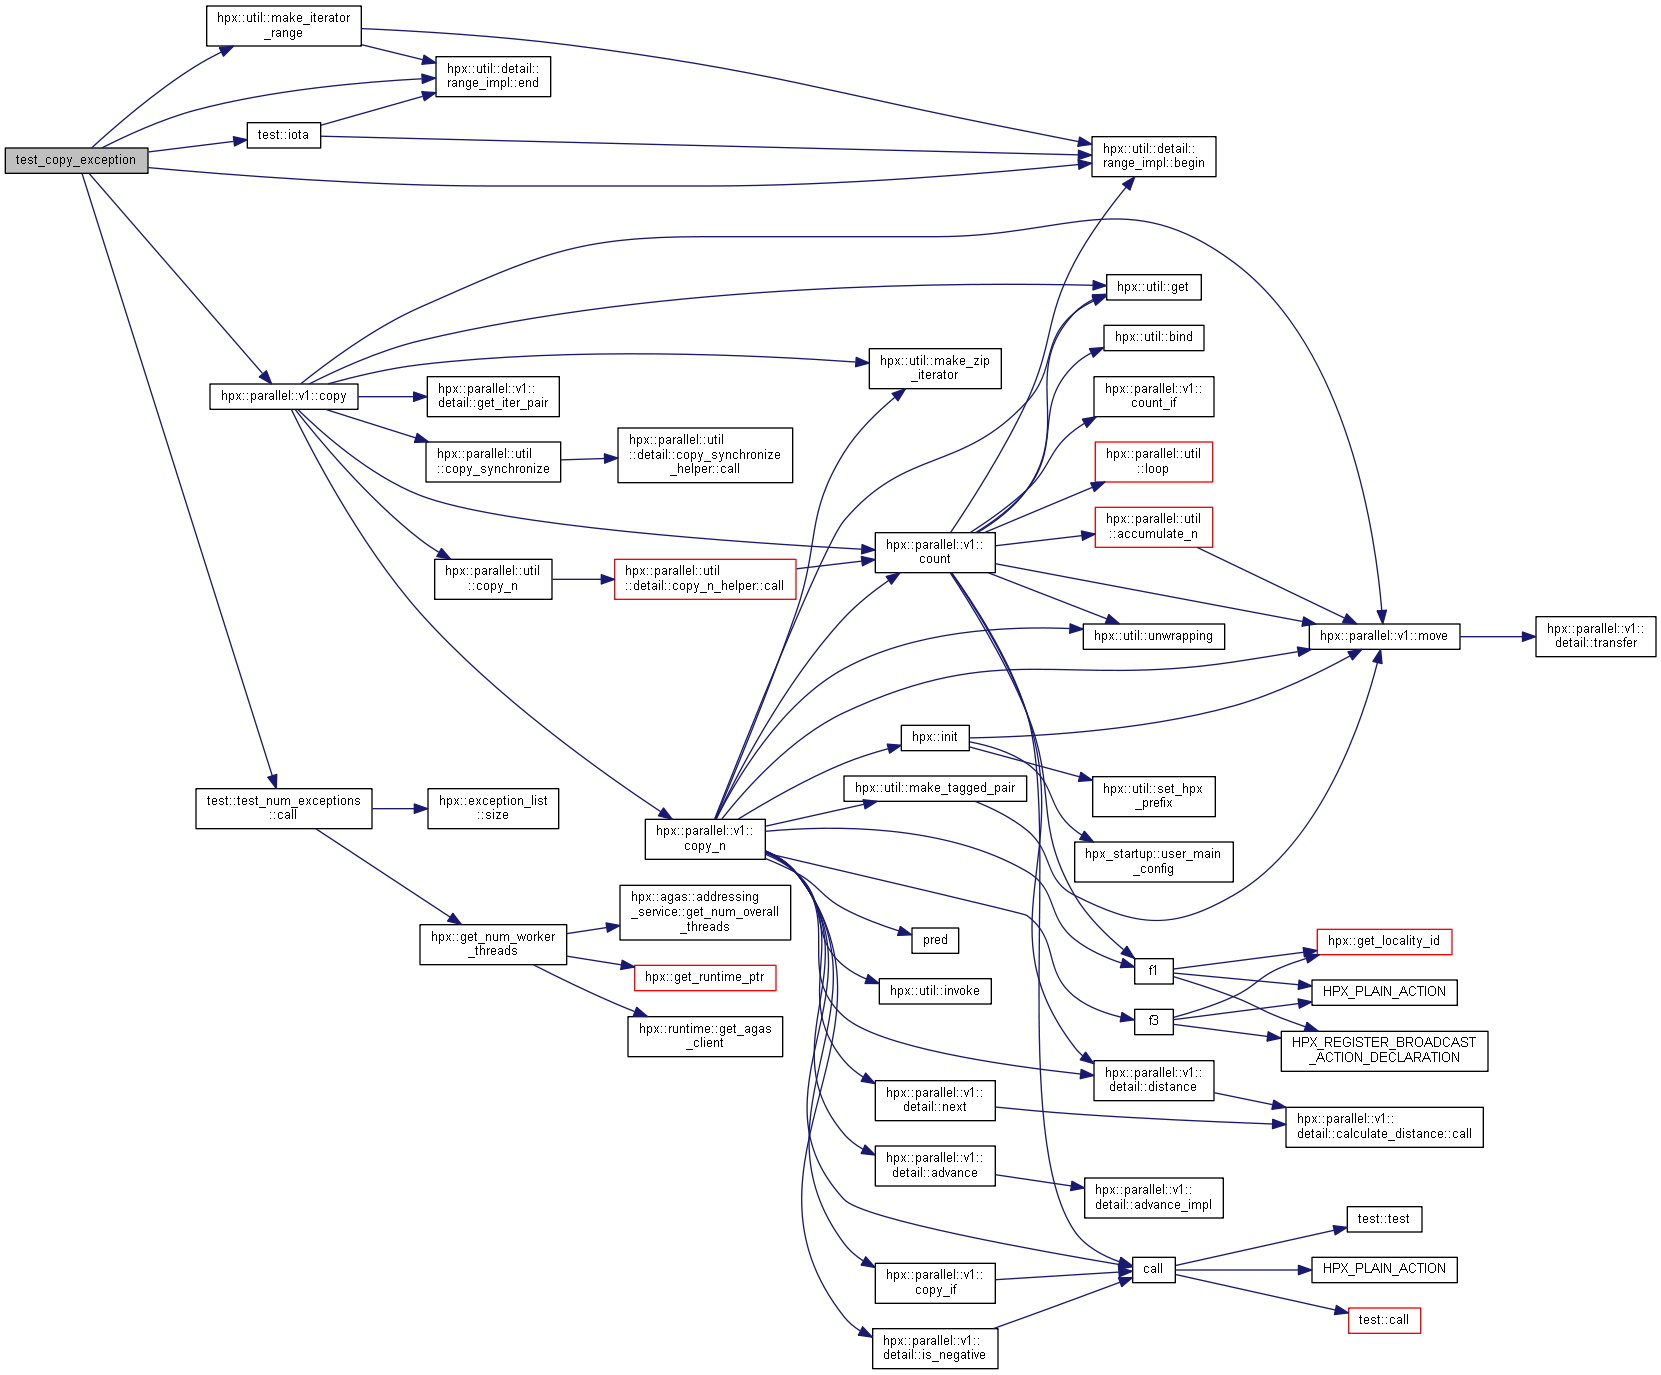 test_copy_exception
hpx::util::make_iterator
_range
hpx::util::detail::
range_impl::end
test::iota
hpx::util::detail::
range_impl::begin
hpx::parallel::v1::copy
hpx::util::get
hpx::util::bind
hpx::util::make_zip
_iterator
hpx::parallel::v1::
detail::get_iter_pair
hpx::parallel::v1::
count_if
hpx::parallel::util
::copy_synchronize
hpx::parallel::util
::detail::copy_synchronize
_helper::call
hpx::parallel::util
::loop
hpx::parallel::util
::accumulate_n
hpx::parallel::v1::
count
hpx::parallel::util
::copy_n
hpx::parallel::util
::detail::copy_n_helper::call
hpx::util::unwrapping
hpx::parallel::v1::move
hpx::parallel::v1::
detail::transfer
hpx::init
hpx::util::set_hpx
_prefix
hpx::util::make_tagged_pair
hpx_startup::user_main
_config
test::test_num_exceptions
::call
hpx::exception_list
::size
hpx::parallel::v1::
copy_n
hpx::get_num_worker
_threads
hpx::agas::addressing
_service::get_num_overall
_threads
hpx::get_runtime_ptr
hpx::runtime::get_agas
_client
pred
hpx::util::invoke
f1
f3
hpx::get_locality_id
HPX_PLAIN_ACTION
HPX_REGISTER_BROADCAST
_ACTION_DECLARATION
hpx::parallel::v1::
detail::distance
hpx::parallel::v1::
detail::next
hpx::parallel::v1::
detail::calculate_distance::call
hpx::parallel::v1::
detail::advance
hpx::parallel::v1::
detail::advance_impl
hpx::parallel::v1::
copy_if
call
test::test
HPX_PLAIN_ACTION
test::call
hpx::parallel::v1::
detail::is_negative